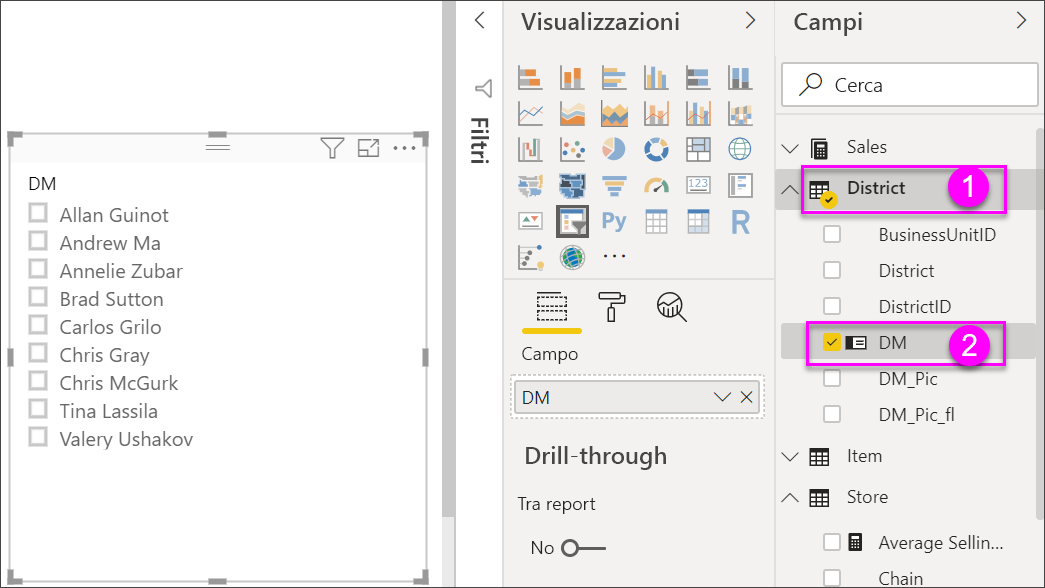 DM
Allan Guinot
Andrew Ma
Annelie Zubar
Brad Sutton
Carlos Grilo
Chris Gray
Chris McGurk
Tina Lassila
Valery Ushakov
Filtri
Visualizzazioni
123
Py
R
Campo
DM
Drill-through
Tra report
No
Campi
Cerca
Sales
District 1
BusinessUnitID
District
DistrictID
DM 2
DM_Pic
DM_Pic_fl
Item
Store
Average Sellin...
Chain